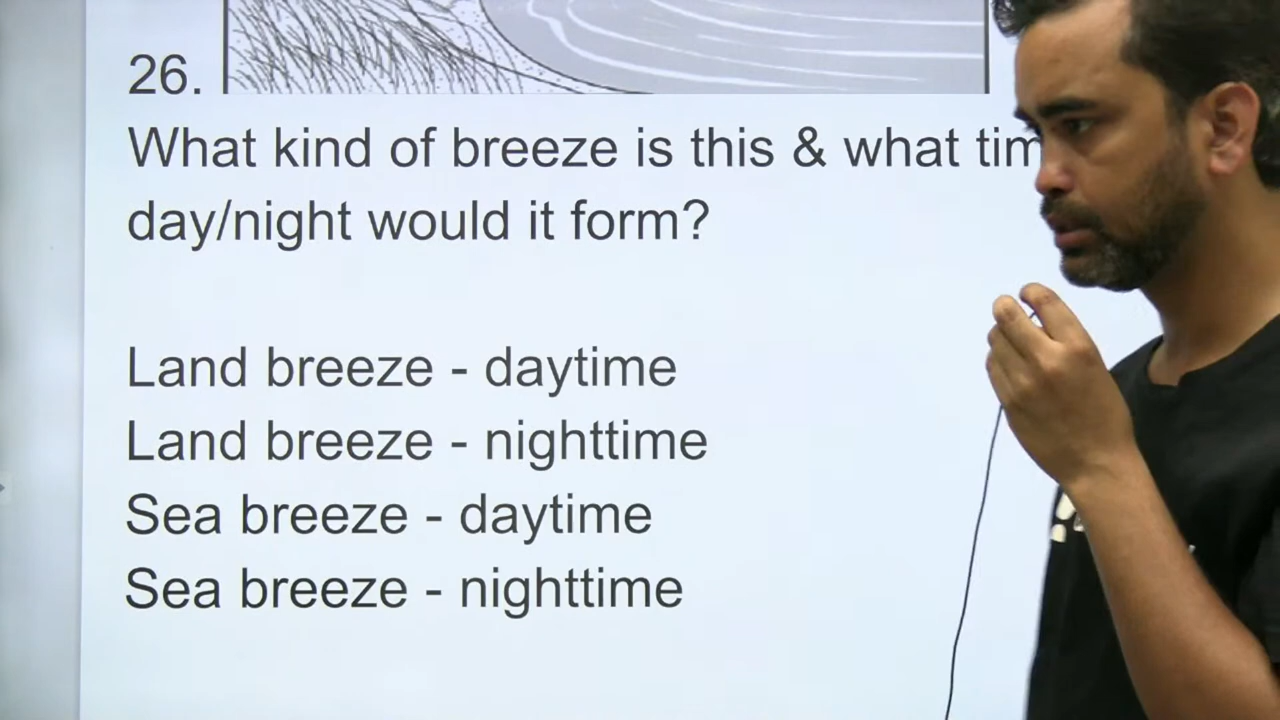 26.
What kind of breeze is this & what
day/night would it form?
Land breeze - daytime
Land breeze - nighttime
Sea breeze - daytime
Sea breeze - nighttime